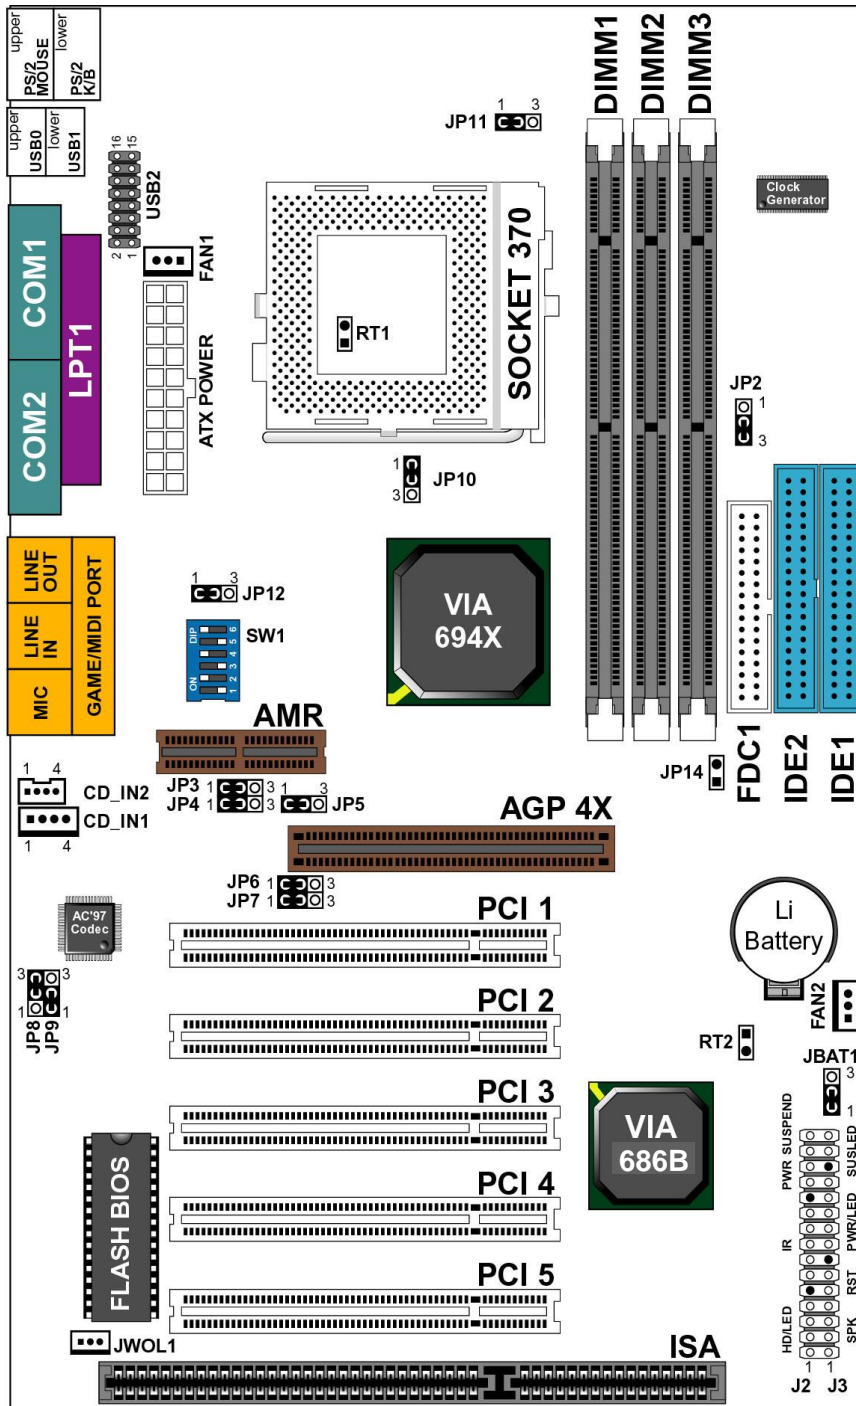 upper
PS/2
MOUSE
lower
PS/2
K/B
upper
USB0
lower
USB1
16
15
USB2
2
1
JP11
1
3
DIMM1
DIMM2
DIMM3
Clock
Generator
COM1
COM2
LPT1
FAN1
ATX POWER
RT1
SOCKET 370
JP2
1
3
1
3
JP10
LINE
OUT
LINE
IN
MIC
GAME/MIDI PORT
1
3
JP12
DIP
ON
1
2
3
4
5
6
SW1
VIA
694X
AMR
FDC1
IDE2
IDE1
JP14
1
4
CD_IN2
CD_IN1
1
4
JP3
1
3
JP4
1
3
1
3
JP5
AGP 4X
JP6
1
3
JP7
1
3
AC'97
Codec
PCI 1
Li
Battery
3
3
1
1
JP8
JP9
PCI 2
FAN2
RT2
JBAT1
3
1
PCI 3
VIA
686B
FLASH BIOS
PCI 4
PCI 5
PWR SUSPEND
SUSLED
IR
PWR/LED
RST
HD/LED
SPK
1
1
J2
J3
JWOL1
ISA